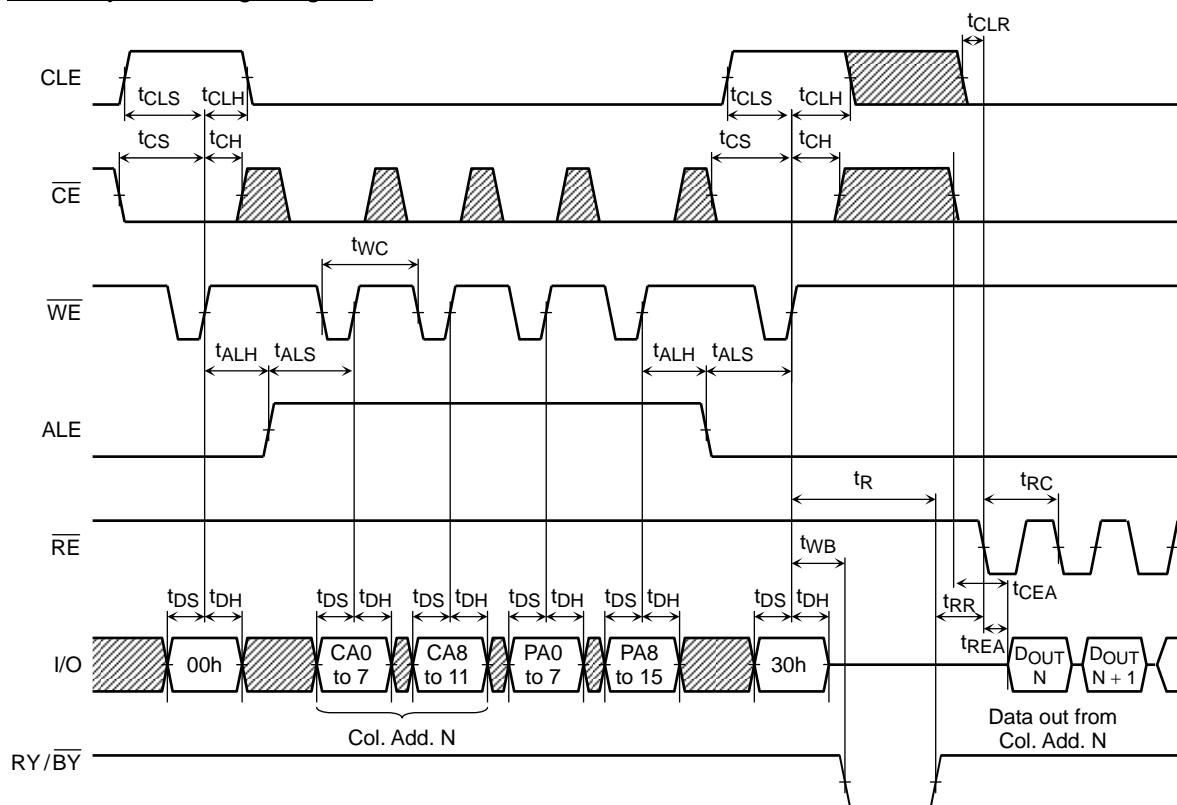 tCLR
CLE
tCLS tCLH tCLS tCLH
tCS tCH tCS tCH
CE
tWC
WE
tALH tALS tALH tALS
ALE
tR tRC
RE
tWB
tCEA
tDS tDH tDS tDH tDS tDH tDS tDH tDS tDH tDS tDH tRR
tREA
I/O 00h CA0 to 7 CA8 to 11 PA0 to 7 PA8 to 15 30h DOUT N DOUT N + 1
Col. Add. N
Data out from
Col. Add. N
RY/BY